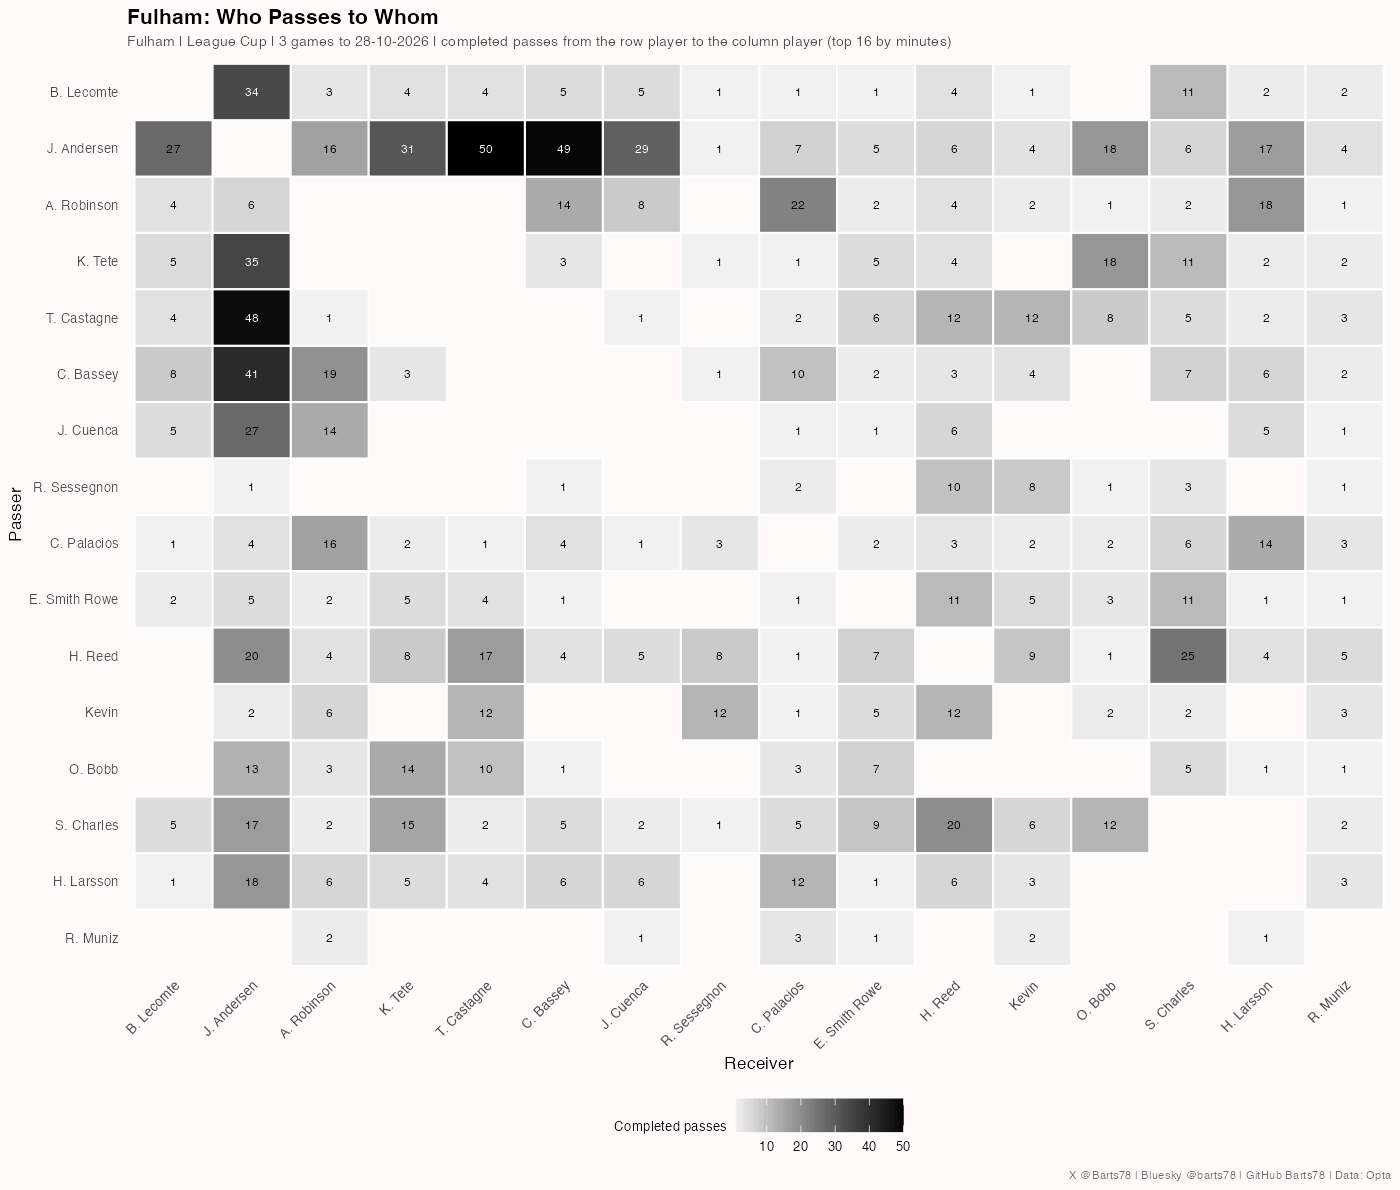 Fulham: Who Passes to Whom
Fulham | League Cup | 3 games to 28-10-2026 | completed passes from the row player to the column player (top 16 by minutes)
B. Lecomte 34 3 4 4 5 5 1 1 1 4 1 11 2 2
J. Andersen 27 16 31 50 49 29 1 7 5 6 4 18 6 17 4
A. Robinson 4 6 14 8 22 2 4 2 1 2 18 1
K. Tete 5 35 3 1 1 5 4 18 11 2 2
T. Castagne 4 48 1 1 2 6 12 12 8 5 2 3
C. Bassey 8 41 19 3 1 10 2 3 4 7 6 2
J. Cuenca 5 27 14 1 1 6 5 1
R. Sessegnon 1 1 2 10 8 1 3 1
C. Palacios 1 4 16 2 1 4 1 3 2 3 2 2 6 14 3
E. Smith Rowe 2 5 2 5 4 1 1 11 5 3 11 1 1
H. Reed 20 4 8 17 4 5 8 1 7 9 1 25 4 5
Kevin 2 6 12 12 1 5 12 2 2 3
O. Bobb 13 3 14 10 1 3 7 5 1 1
S. Charles 5 17 2 15 2 5 2 1 5 9 20 6 12 2
H. Larsson 1 18 6 5 4 6 6 12 1 6 3 3
R. Muniz 2 1 3 1 2 1
Passer
B. Lecomte J. Andersen A. Robinson K. Tete T. Castagne C. Bassey J. Cuenca R. Sessegnon C. Palacios E. Smith Rowe H. Reed Kevin O. Bobb S. Charles H. Larsson R. Muniz
Receiver
Completed passes
10 20 30 40 50
X @Barts78 | Bluesky @barts78 | GitHub Barts78 | Data: Opta